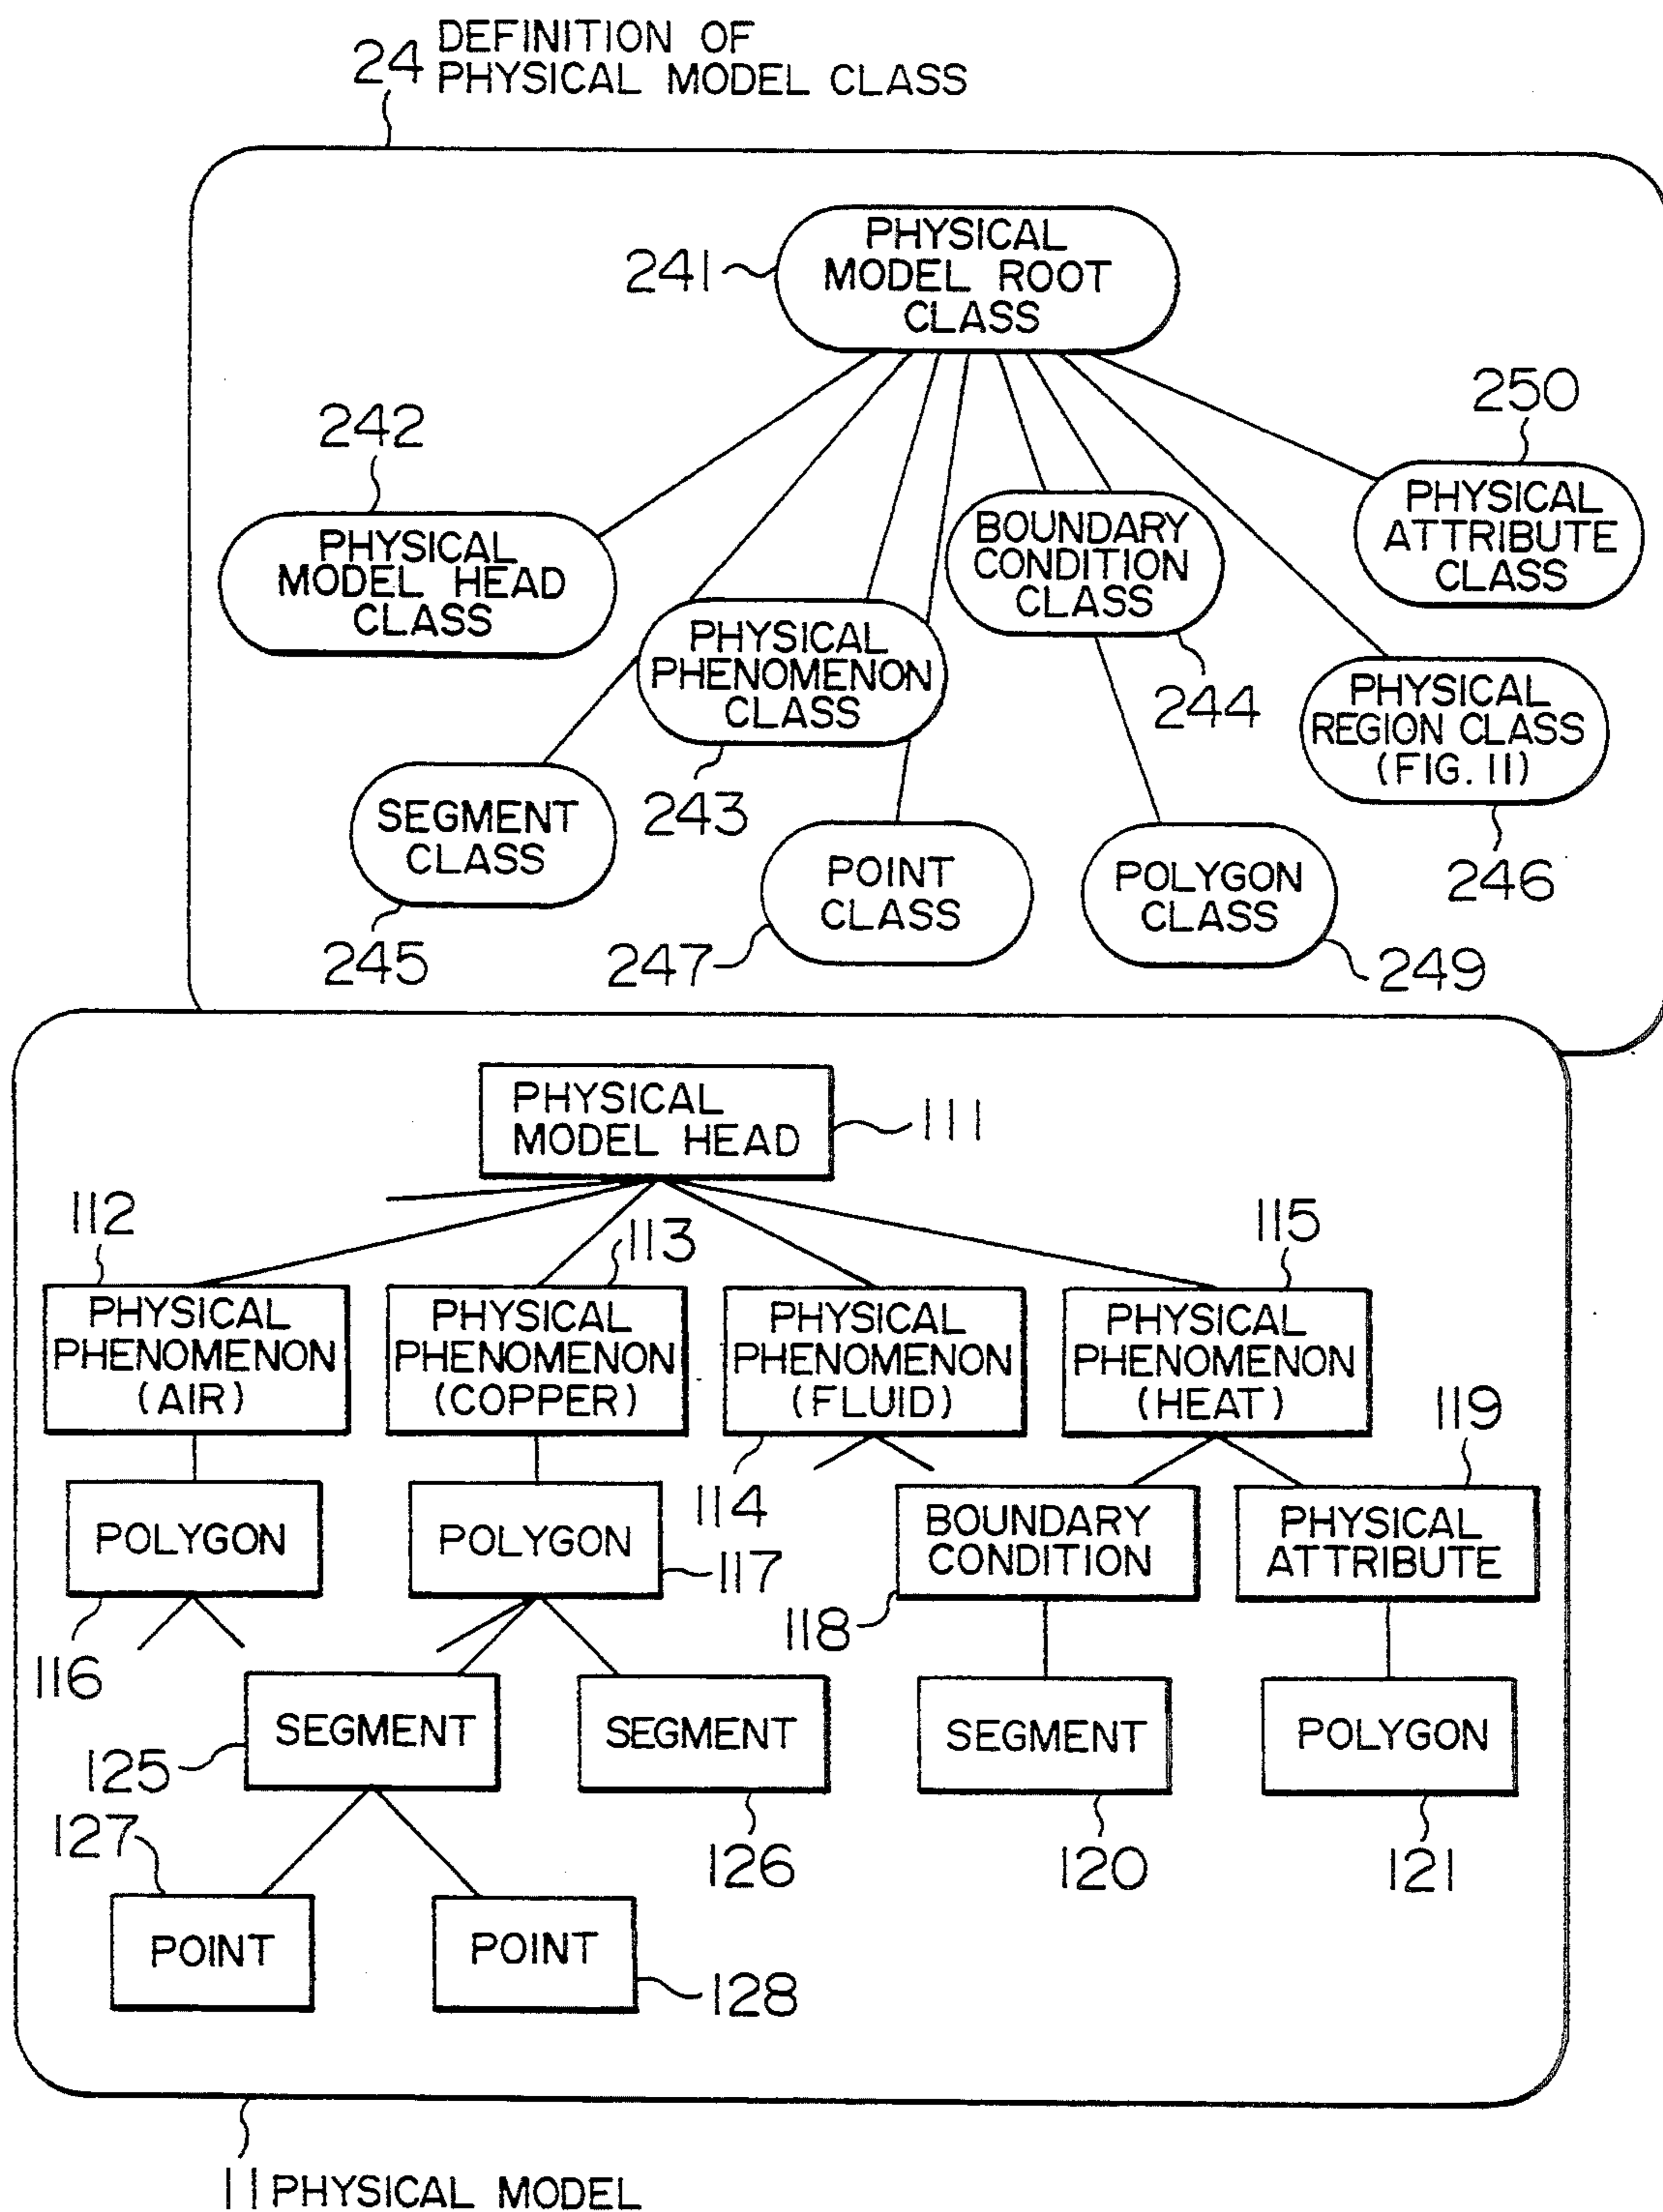 24 DEFINITION OF
PHYSICAL MODEL CLASS
241
PHYSICAL
MODEL ROOT
CLASS
242
PHYSICAL
MODEL HEAD
CLASS
250
PHYSICAL
ATTRIBUTE
CLASS
BOUNDARY
CONDITION
CLASS
244
PHYSICAL
PHENOMENON
CLASS
243
PHYSICAL
REGION CLASS
(FIG. 11)
246
SEGMENT
CLASS
245
POINT
CLASS
247
POLYGON
CLASS
249
PHYSICAL
MODEL HEAD
111
112
PHYSICAL
PHENOMENON
(AIR)
113
PHYSICAL
PHENOMENON
(COPPER)
PHYSICAL
PHENOMENON
(FLUID)
114
115
PHYSICAL
PHENOMENON
(HEAT)
POLYGON
116
POLYGON
117
BOUNDARY
CONDITION
118
119
PHYSICAL
ATTRIBUTE
SEGMENT
125
SEGMENT
126
SEGMENT
120
POLYGON
121
127
POINT
POINT
128
11 PHYSICAL MODEL